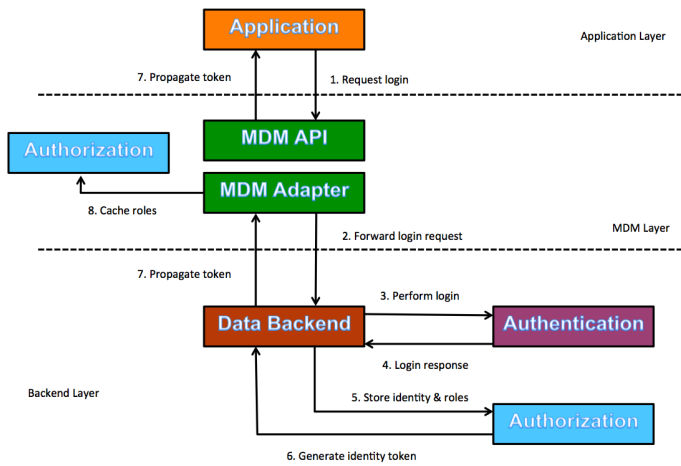 Application
Application Layer
7. Propagate token
1. Request login
MDM API
Authorization
MDM Adapter
8. Cache roles
MDM Layer
2. Forward login request
7. Propagate token
3. Perform login
Data Backend
Authentication
4. Login response
Backend Layer
5. Store identity & roles
Authorization
6. Generate identity token